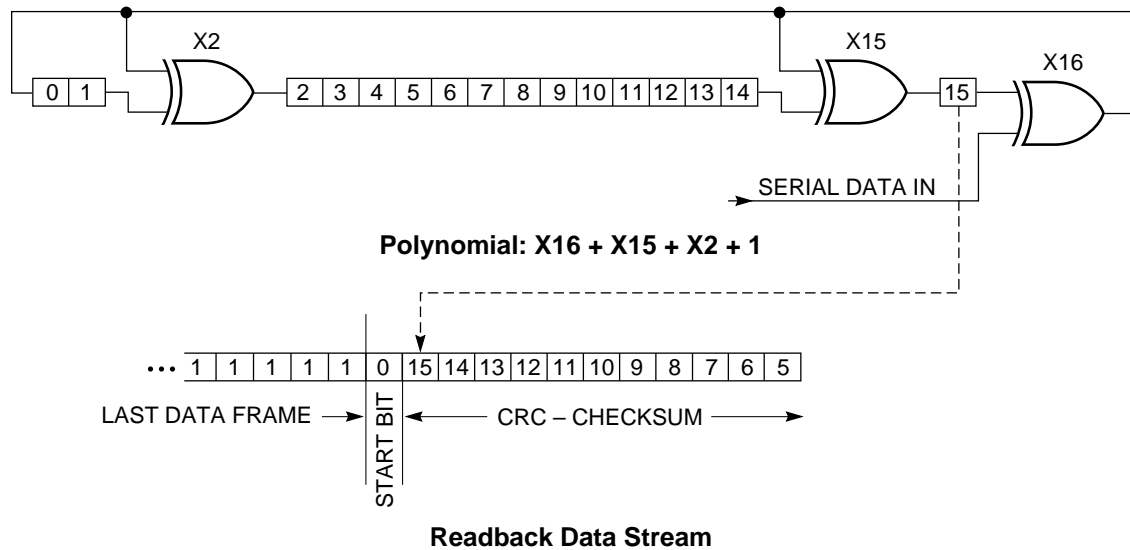 X2
X15
X16
0 1
2 3 4 5 6 7 8 9 10 11 12 13 14
15
SERIAL DATA IN
Polynomial: X16 + X15 + X2 + 1
••• 1 1 1 1 1 0 15 14 13 12 11 10 9 8 7 6 5
LAST DATA FRAME
START BIT
CRC – CHECKSUM
Readback Data Stream